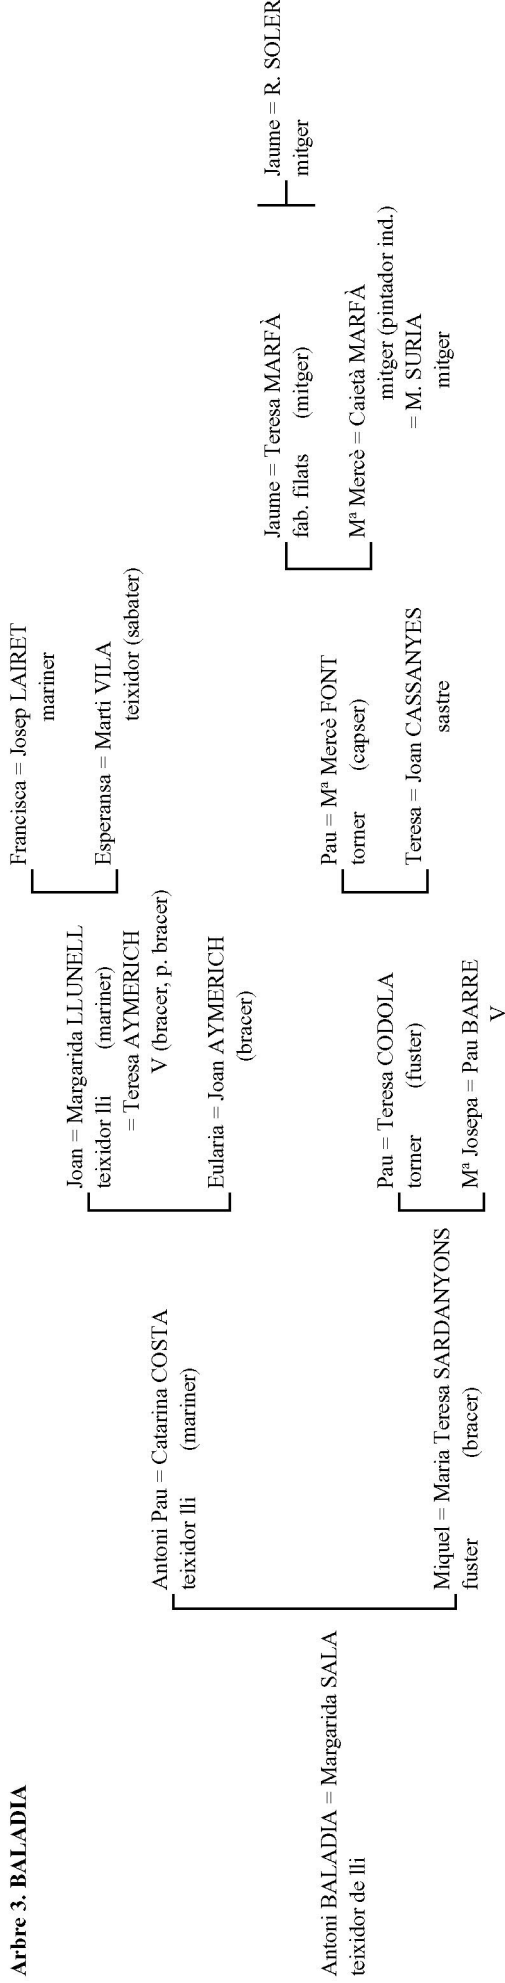 Arbre 3. BALADIA
Antoni BALADIA = Margarida SALA
teixidor de lli
Antoni Pau = Catarina COSTA
teixidor lli (mariner)
Miquel = Maria Teresa SARDANYONS
fuster (bracer)
Joan = Margarida LLUNELL
teixidor lli (mariner)
= Teresa AYMERICH
V (bracer, p. bracer)
Eularia = Joan AYMERICH
(bracer)
Pau = Teresa CODOLA
torner (fuster)
Mª Josepa = Pau BARRE
V
Francisca = Josep LAIRET
mariner
Esperansa = Marti VILA
teixidor (sabater)
Pau = Mª Mercè FONT
torner (capser)
Teresa = Joan CASSANYES
sastre
Jaume = Teresa MARFÀ
fab. filats (mitger)
Mª Mercè = Caietà MARFÀ
mitger (pintador ind.)
= M. SURIA
mitger
Jaume = R. SOLER
mitger